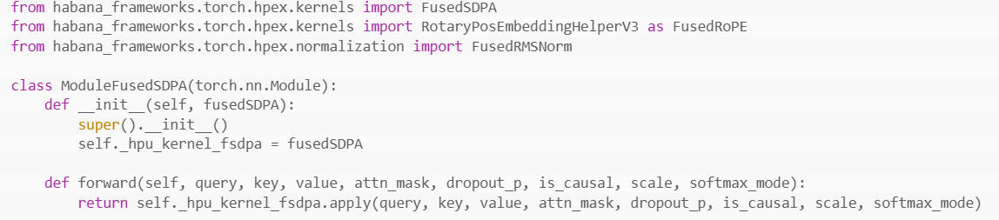 from habana_frameworks.torch.hpex.kernels import FusedSDPA
from habana_frameworks.torch.hpex.kernels import RotaryPosEmbeddingHelperV3 as FusedRoPE
from habana_frameworks.torch.hpex.normalization import FusedRMSNorm

class ModuleFusedSDPA(torch.nn.Module):
    def __init__(self, fusedSDPA):
        super().__init__()
        self._hpu_kernel_fsdpa = fusedSDPA

    def forward(self, query, key, value, attn_mask, dropout_p, is_causal, scale, softmax_mode):
        return self._hpu_kernel_fsdpa.apply(query, key, value, attn_mask, dropout_p, is_causal, scale, softmax_mode)